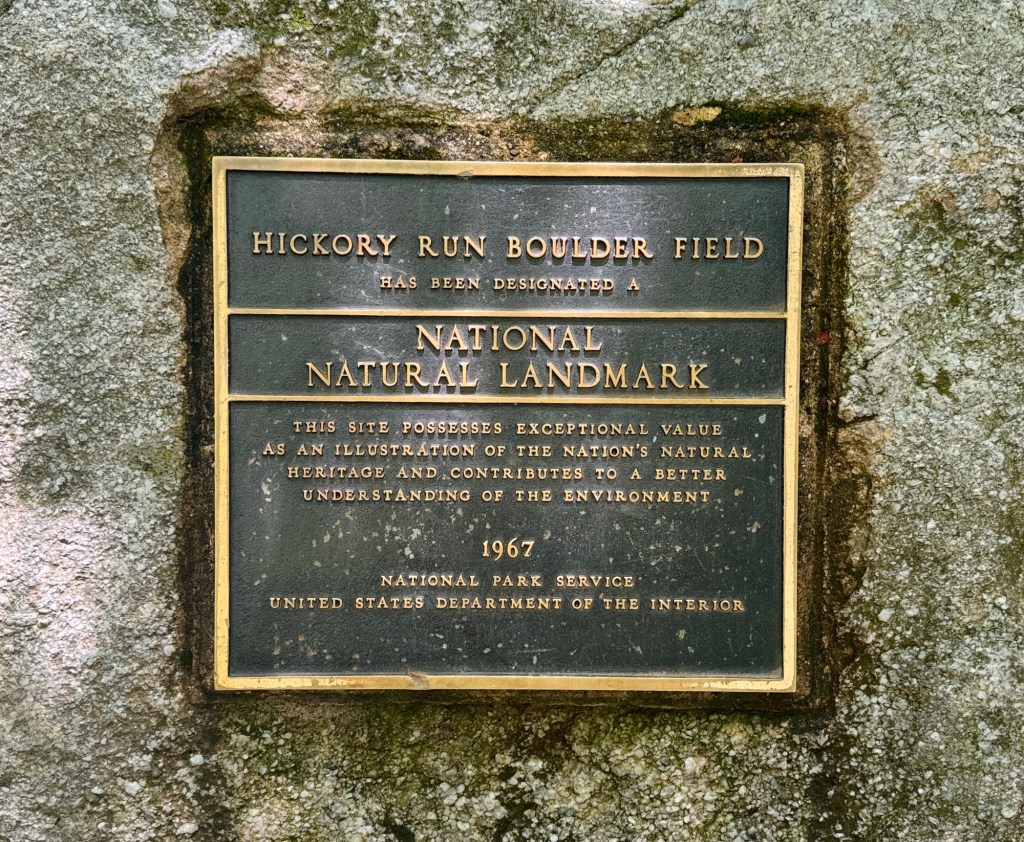 HICKORY RUN BOULDER FIELD
HAS BEEN DESIGNATED A
NATIONAL
NATURAL LANDMARK
THIS SITE POSSESSES EXCEPTIONAL VALUE
AS AN ILLUSTRATION OF THE NATION'S NATURAL
HERITAGE AND CONTRIBUTES TO A BETTER
UNDERSTANDING OF THE ENVIRONMENT
1967
NATIONAL PARK SERVICE
UNITED STATES DEPARTMENT OF THE INTERIOR